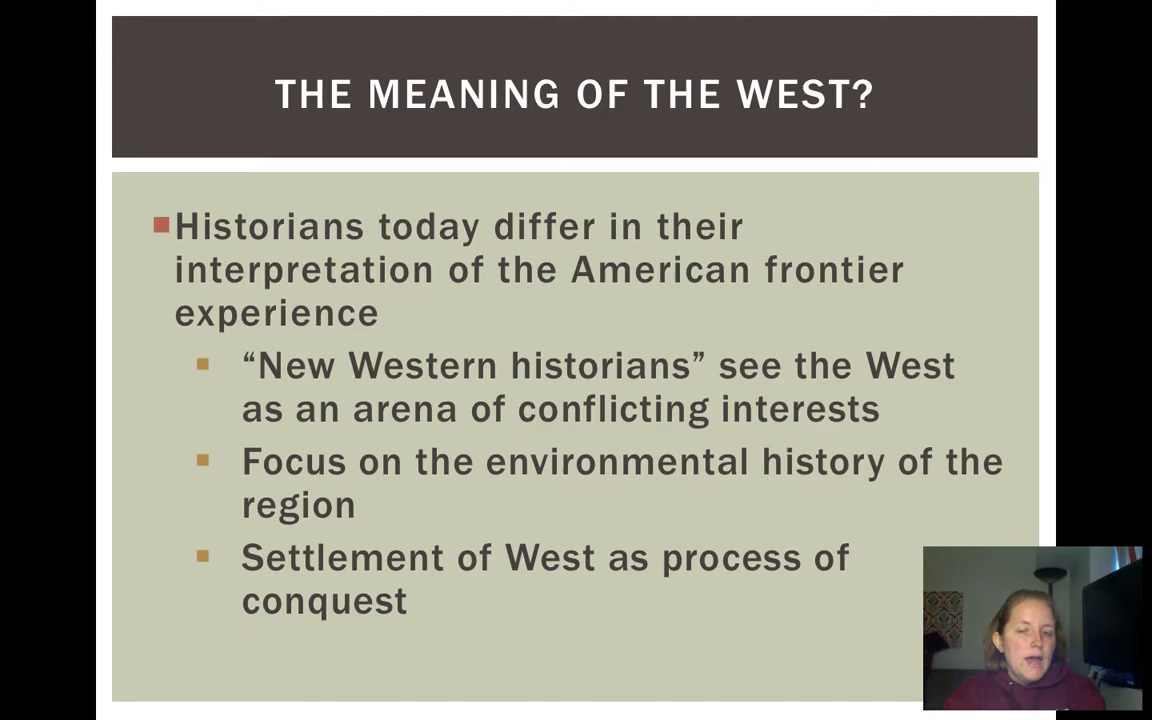 THE MEANING OF THE WEST?
Historians today differ in their
interpretation of the American frontier
experience
“New Western historians” see the West
as an arena of conflicting interests
Focus on the environmental history of the
region
Settlement of West as process of
conquest